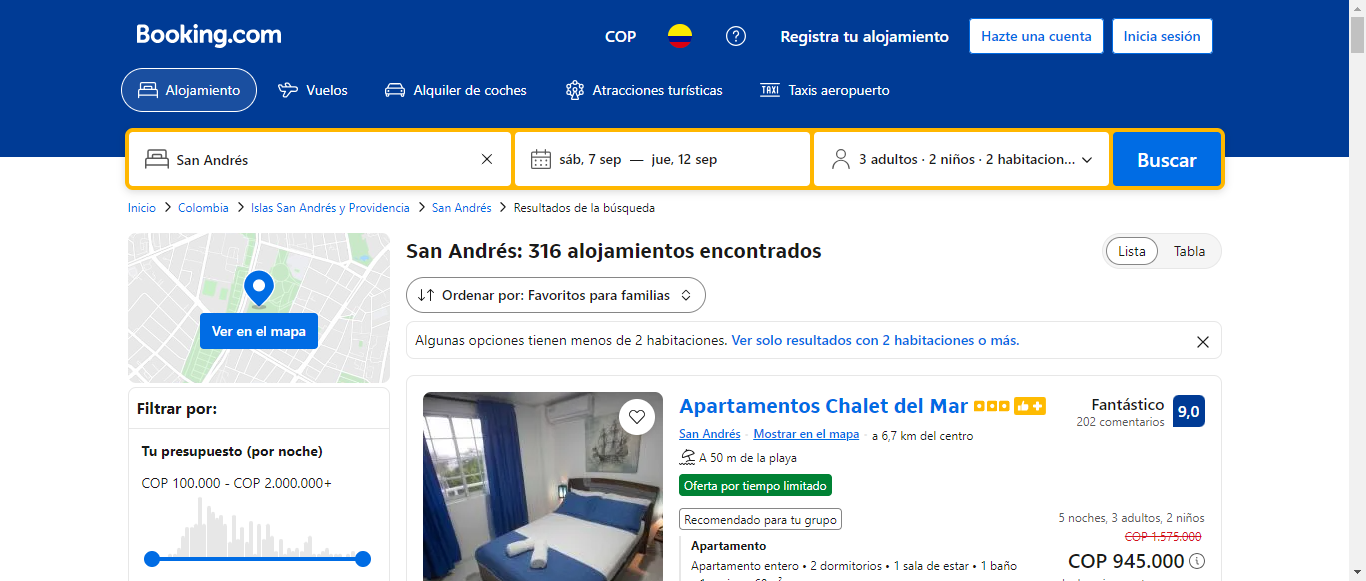 Booking.com
COP
Registra tu alojamiento
Hazte una cuenta
Inicia sesión
Alojamiento
Vuelos
Alquiler de coches
Atracciones turísticas
TAXI
Taxis aeropuerto
San Andrés
sáb, 7 sep — jue, 12 sep
3 adultos · 2 niños · 2 habitacion...
Buscar
Inicio > Colombia > Islas San Andrés y Providencia > San Andrés > Resultados de la búsqueda
Ver en el mapa
Filtrar por:
Tu presupuesto (por noche)
COP 100.000 - COP 2.000.000+
San Andrés: 316 alojamientos encontrados
Lista
Tabla
Ordenar por: Favoritos para familias
Algunas opciones tienen menos de 2 habitaciones. Ver solo resultados con 2 habitaciones o más.
Apartamentos Chalet del Mar
Fantástico
202 comentarios
9,0
San Andrés · Mostrar en el mapa · a 6,7 km del centro
A 50 m de la playa
Oferta por tiempo limitado
Recomendado para tu grupo
Apartamento
Apartamento entero • 2 dormitorios • 1 sala de estar • 1 baño
5 noches, 3 adultos, 2 niños
COP 1.575.000
COP 945.000